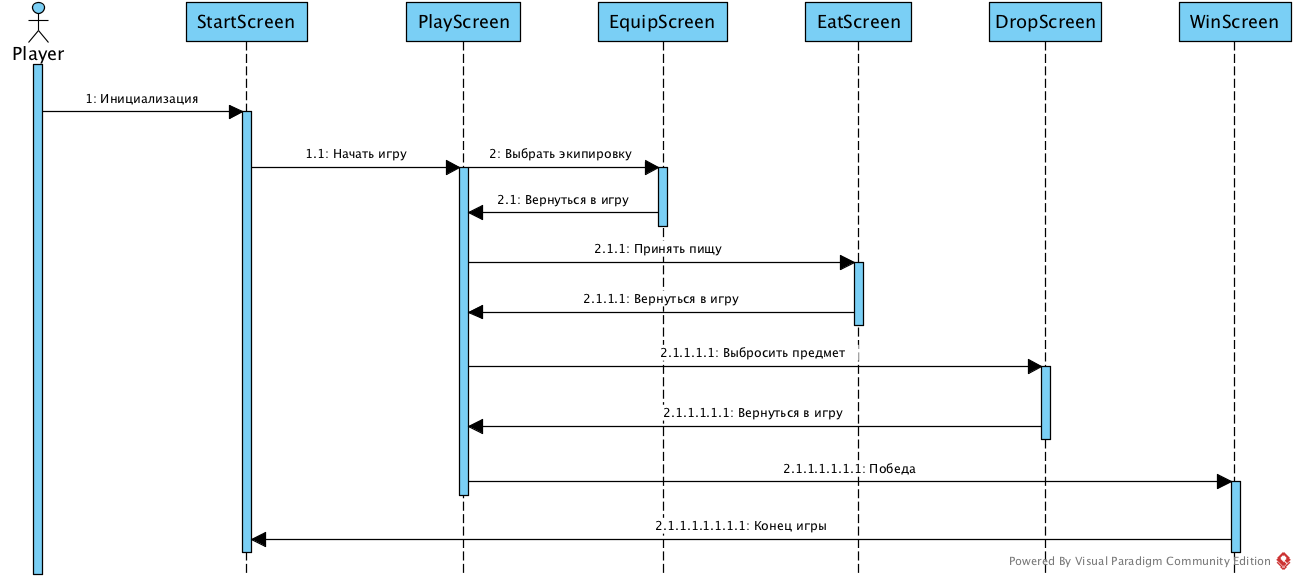 Player
StartScreen
PlayScreen
EquipScreen
EatScreen
DropScreen
WinScreen
1: Инициализация
1.1: Начать игру
2: Выбрать экипировку
2.1: Вернуться в игру
2.1.1: Принять пищу
2.1.1.1: Вернуться в игру
2.1.1.1.1: Выбросить предмет
2.1.1.1.1.1: Вернуться в игру
2.1.1.1.1.1.1: Победа
2.1.1.1.1.1.1.1: Конец игры
Powered By Visual Paradigm Community Edition